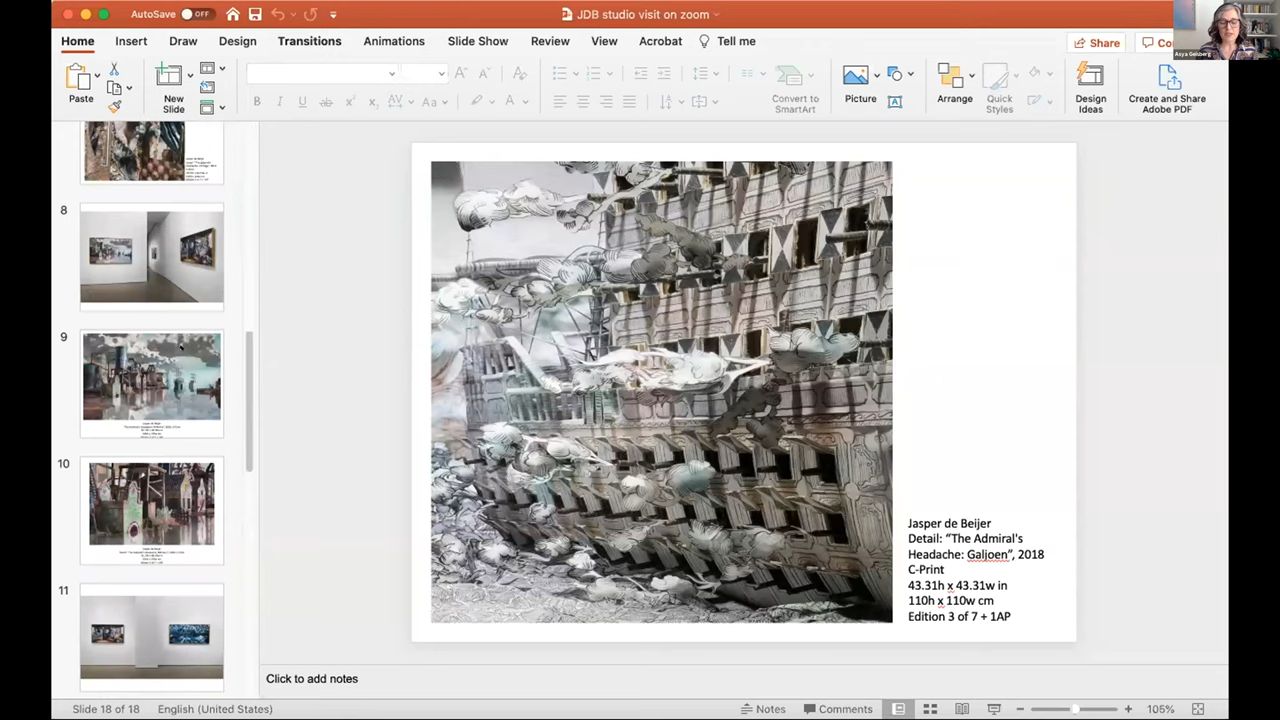 AutoSave OFF
JDB studio visit on zoom
Home Insert Draw Design Transitions Animations Slide Show Review View Acrobat Tell me
Share
Paste
New
Slide
Convert to
SmartArt
Picture
Arrange
Quick
Styles
Design
Ideas
Create and Share
Adobe PDF
Asya Geisberg
8
9
10
11
Jasper de Beijer
Detail: “The Admiral's
Headache: Galjoen”, 2018
C-Print
43.31h x 43.31w in
110h x 110w cm
Edition 3 of 7 + 1AP
Click to add notes
Slide 18 of 18 English (United States) Notes Comments 105%